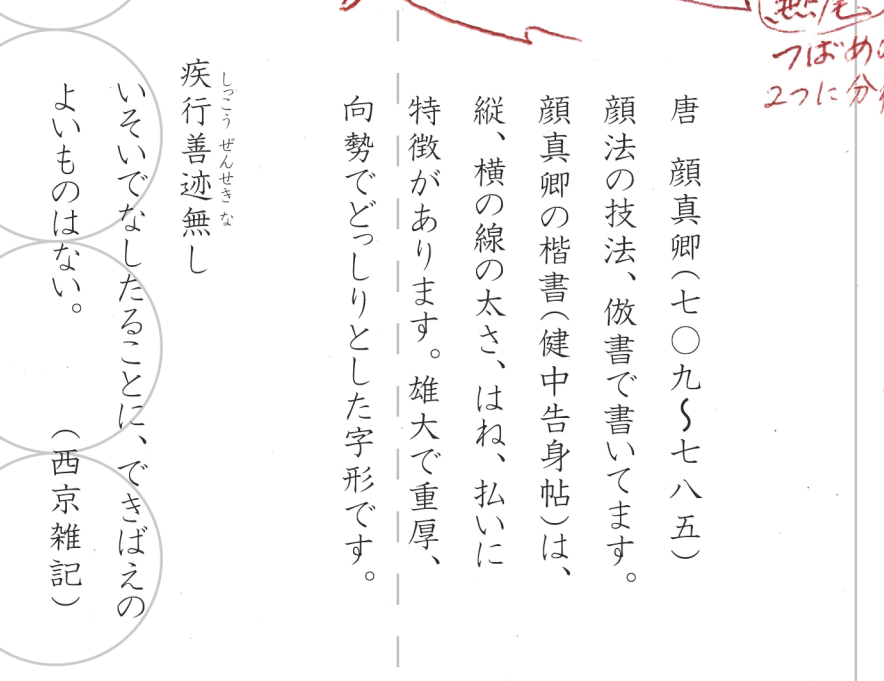 燕尾
つばめの
2つに分
唐　顔真卿(七〇九〜七八五)
顔法の技法、倣書で書いてます。
顔真卿の楷書(健中告身帖)は、
縦、横の線の太さ、はね、払いに
特徴があります。雄大で重厚、
向勢でどっしりとした字形です。
しっこう ぜんせき な
疾行善迹無し
いそいでなしたることに、できばえの
よいものはない。　　　(西京雑記)